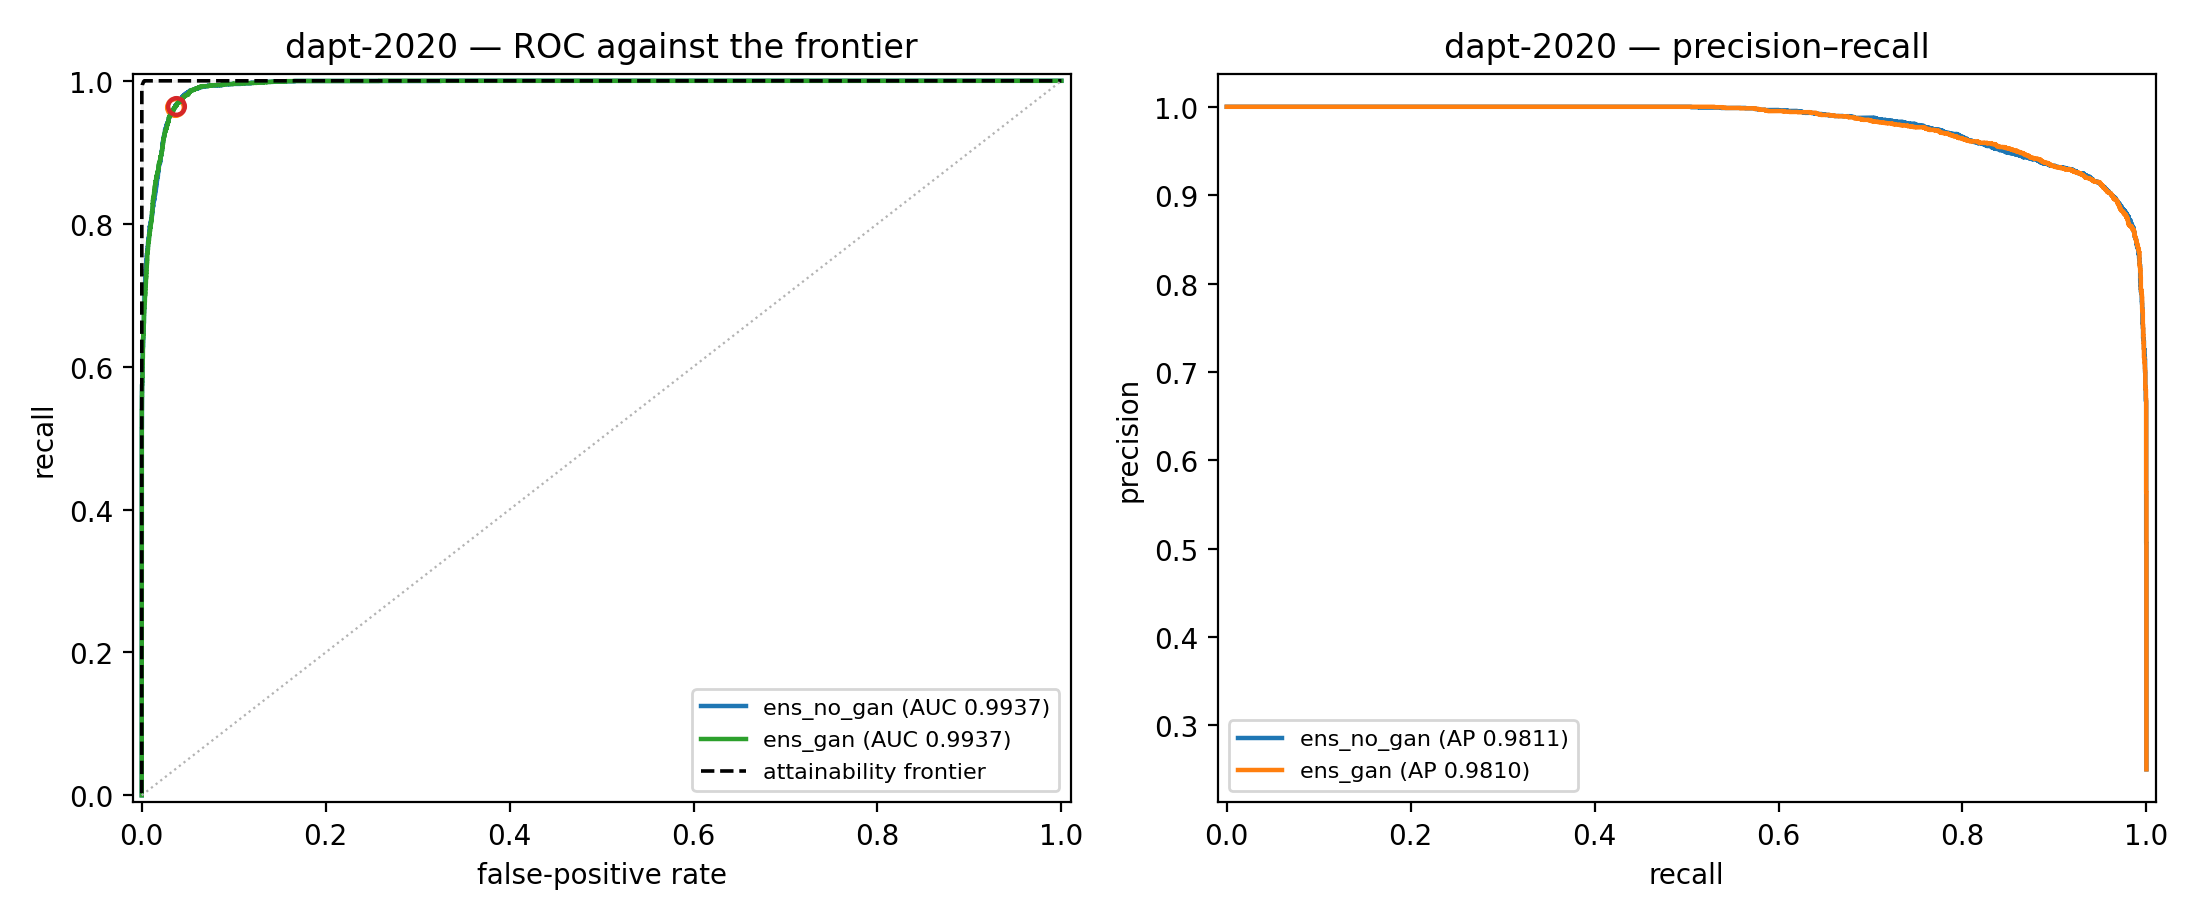 dapt-2020 — ROC against the frontier
1.0
0.8
0.6
0.4
0.2
0.0
recall
0.0 0.2 0.4 0.6 0.8 1.0
false-positive rate
ens_no_gan (AUC 0.9937)
ens_gan (AUC 0.9937)
attainability frontier
dapt-2020 — precision–recall
1.0
0.9
0.8
0.7
0.6
0.5
0.4
0.3
precision
0.0 0.2 0.4 0.6 0.8 1.0
recall
ens_no_gan (AP 0.9811)
ens_gan (AP 0.9810)